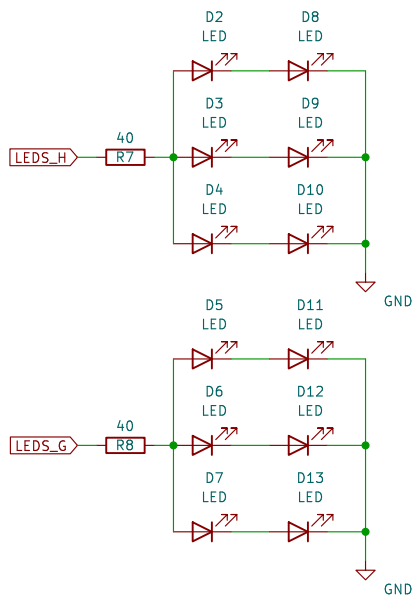 D2 D8
LED LED
D3 D9
LED LED
40
LEDS_H R7
D4 D10
LED LED
GND
D5 D11
LED LED
D6 D12
LED LED
40
LEDS_G R8
D7 D13
LED LED
GND